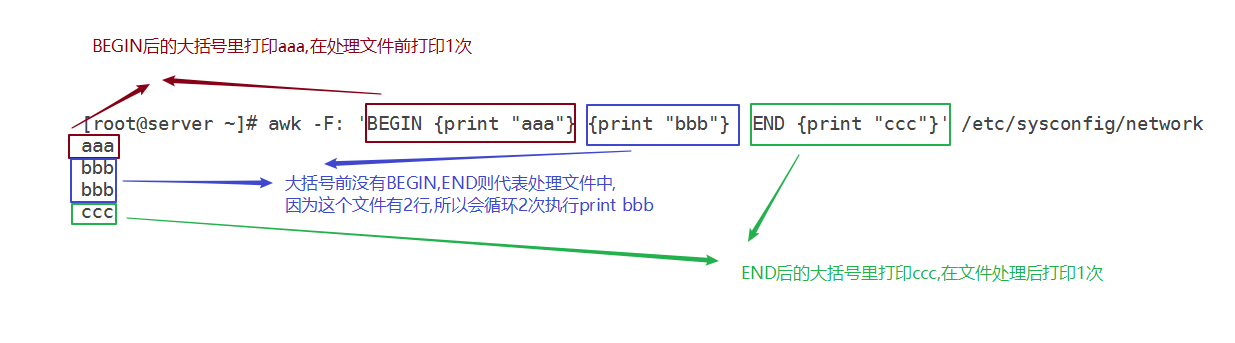 BEGIN后的大括号里打印aaa,在处理文件前打印1次
[root@server ~]# awk -F: 'BEGIN {print "aaa"} {print "bbb"} END {print "ccc"}' /etc/sysconfig/network
aaa
bbb
bbb
ccc
大括号前没有BEGIN,END则代表处理文件中,
因为这个文件有2行,所以会循环2次执行print bbb
END后的大括号里打印ccc,在文件处理后打印1次